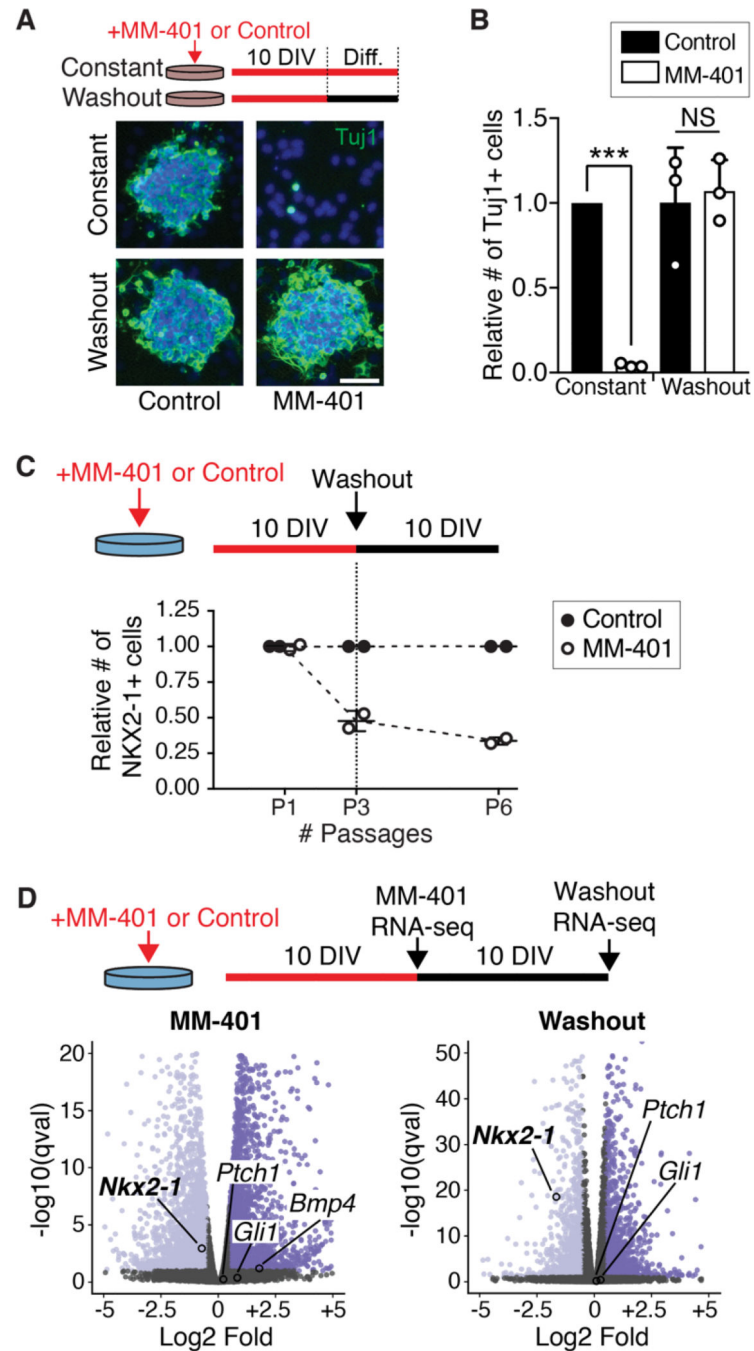 A
+MM-401 or Control
10 DIV Diff.
Constant
Washout
Tuj1
Constant
Washout
Control MM-401
B
Control
MM-401
Relative # of Tuj1+ cells
1.5
1.0
0.5
0.0
***
NS
Constant Washout
C
+MM-401 or Control
Washout
10 DIV 10 DIV
Relative # of
NKX2-1+ cells
1.25
1.00
0.75
0.50
0.25
0.00
P1 P3 P6
# Passages
Control
MM-401
D
+MM-401 or Control
MM-401
RNA-seq
Washout
RNA-seq
10 DIV 10 DIV
MM-401
-log10(qval)
20
15
10
5
0
Nkx2-1
Ptch1
Gli1
Bmp4
-5 -2.5 0 +2.5 +5
Log2 Fold
Washout
-log10(qval)
50
40
30
20
10
0
Nkx2-1
Ptch1
Gli1
-5 -2.5 0 +2.5 +5
Log2 Fold